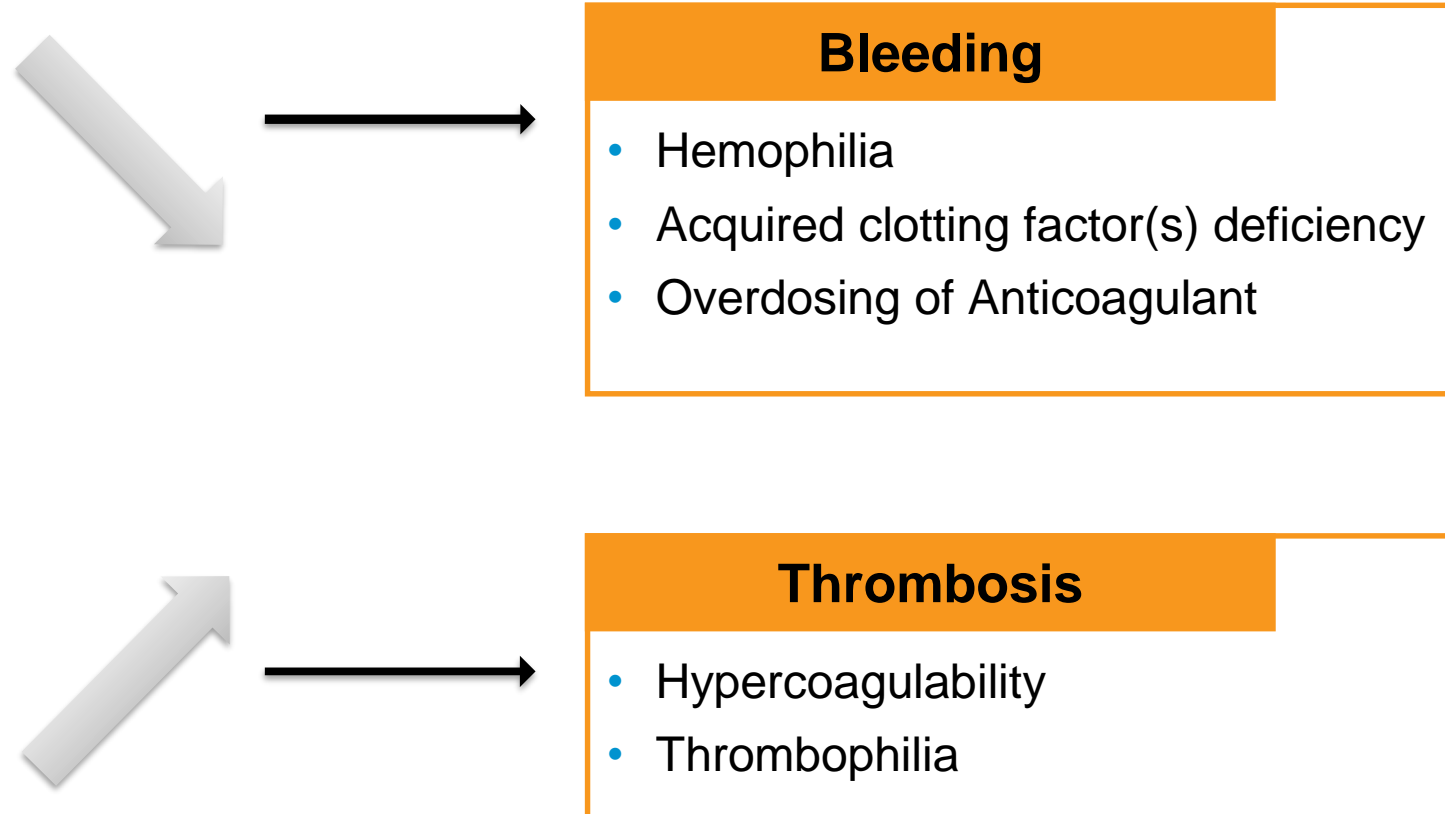 Bleeding
• Hemophilia
• Acquired clotting factor(s) deficiency
• Overdosing of Anticoagulant
Thrombosis
• Hypercoagulability
• Thrombophilia